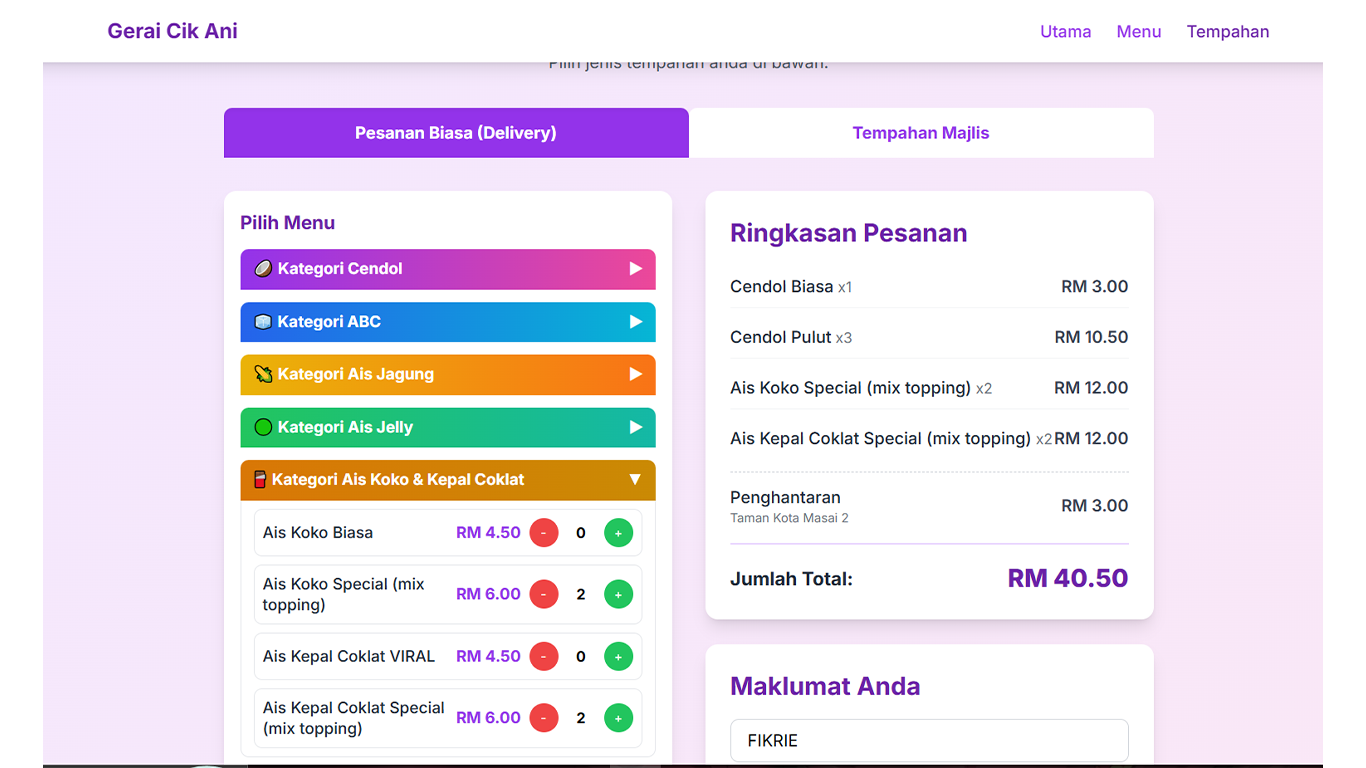 Gerai Cik Ani
Utama Menu Tempahan
Pilih jenis tempahan anda di bawah.
Pesanan Biasa (Delivery)
Tempahan Majlis
Pilih Menu
Kategori Cendol
Kategori ABC
Kategori Ais Jagung
Kategori Ais Jelly
Kategori Ais Koko & Kepal Coklat
Ais Koko Biasa RM 4.50 - 0 +
Ais Koko Special (mix
topping) RM 6.00 - 2 +
Ais Kepal Coklat VIRAL RM 4.50 - 0 +
Ais Kepal Coklat Special
(mix topping) RM 6.00 - 2 +
Ringkasan Pesanan
Cendol Biasa x1 RM 3.00
Cendol Pulut x3 RM 10.50
Ais Koko Special (mix topping) x2 RM 12.00
Ais Kepal Coklat Special (mix topping) x2 RM 12.00
Penghantaran RM 3.00
Taman Kota Masai 2
Jumlah Total: RM 40.50
Maklumat Anda
FIKRIE